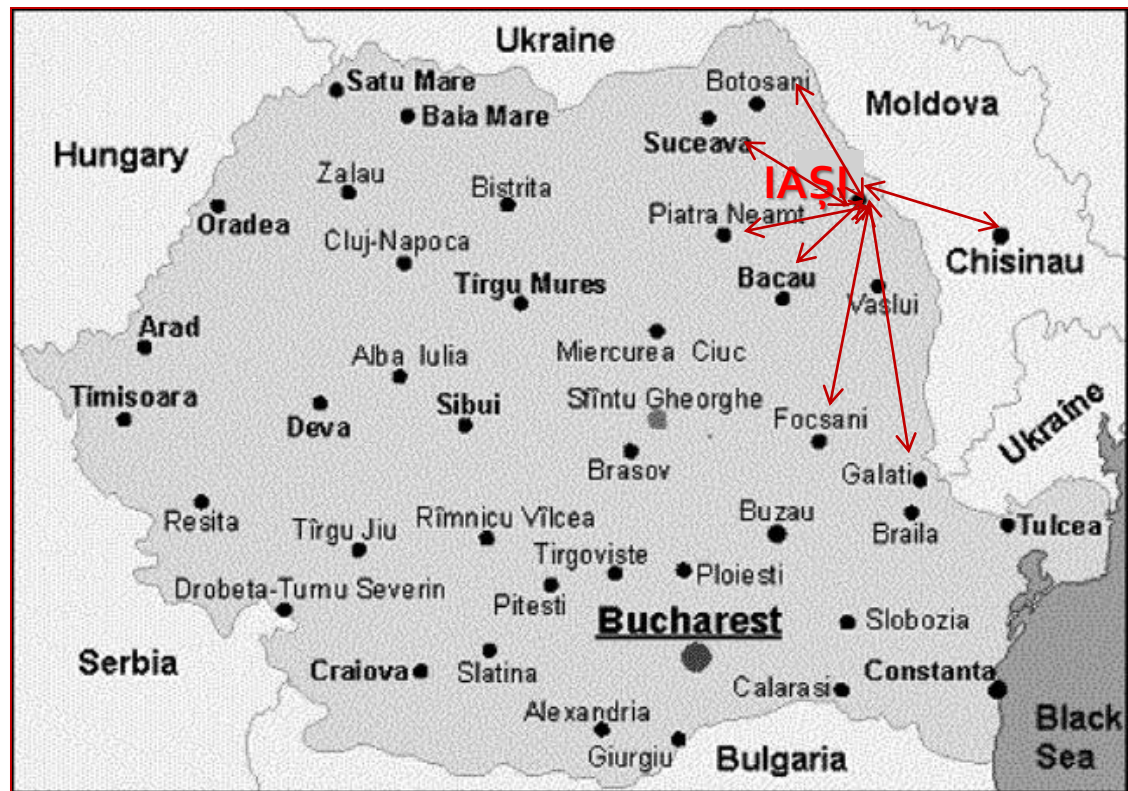 Ukraine
Satu Mare
Botosani
Moldova
Baia Mare
Suceava
Hungary
IAȘI
Zalau
Bistrita
Piatra Neamt
Oradea
Cluj-Napoca
Chisinau
Tîrgu Mures
Bacau
Vaslui
Arad
Alba Iulia
Miercurea Ciuc
Tîmisoara
Sibui
Sfîntu Gheorghe
Deva
Focsani
Ukraine
Brasov
Galati
Resita
Rîmnicu Vîlcea
Buzau
Tîrgu Jiu
Braila
Tulcea
Tirgoviste
Ploiesti
Drobeta-Turnu Severin
Pitesti
Bucharest
Slobozia
Serbia
Craiova
Slatina
Constanta
Calarasi
Alexandria
Black
Giurgiu
Bulgaria
Sea